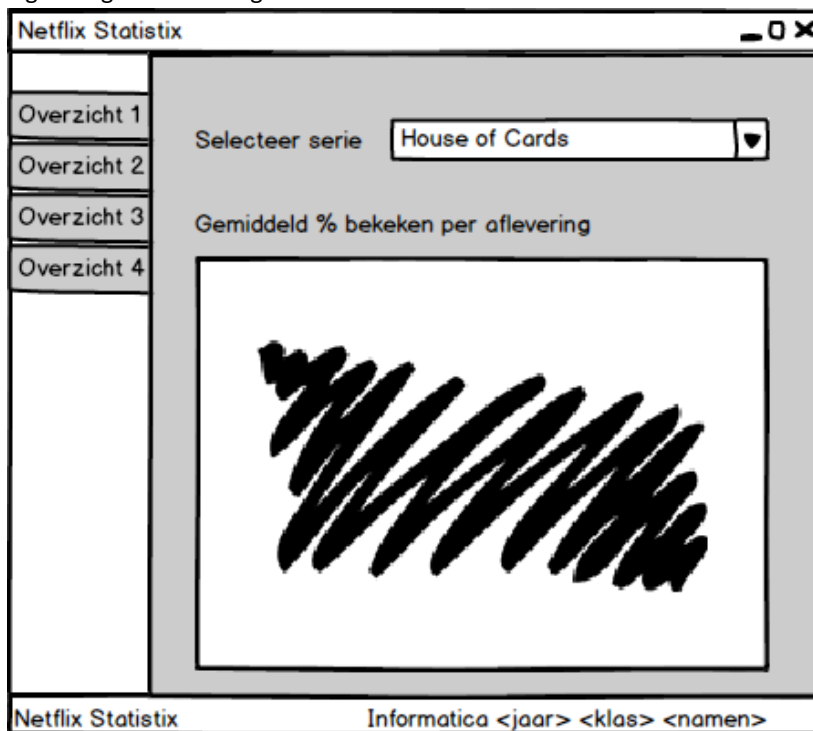 Netflix Statistix
Overzicht 1
Overzicht 2
Overzicht 3
Overzicht 4
Selecteer serie House of Cards
Gemiddeld % bekeken per aflevering
Netflix Statistix Informatica <jaar> <klas> <namen>